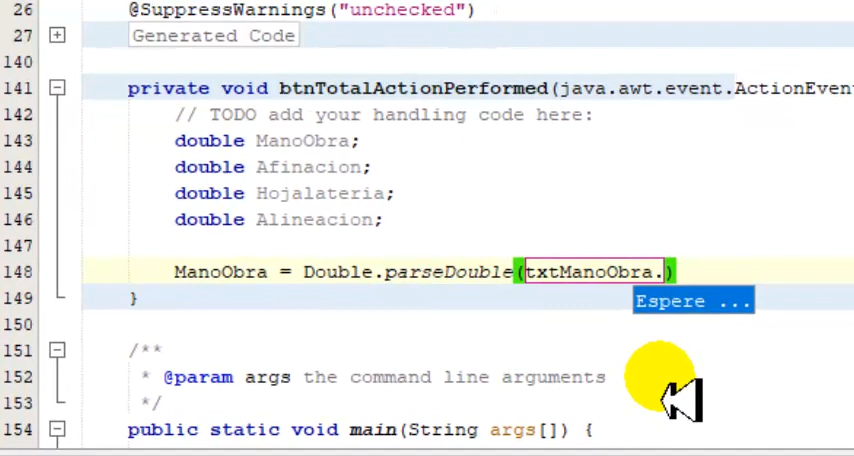 26 @SuppressWarnings("unchecked")
27 Generated Code
140
141 private void btnTotalActionPerformed(java.awt.event.ActionEvent
142 // TODO add your handling code here:
143 double ManoObra;
144 double Afinacion;
145 double Hojalateria;
146 double Alineacion;
147
148 ManoObra = Double.parseDouble(txtManoObra.)
149 }
Espere ...
150
151 /**
152 * @param args the command line arguments
153 */
154 public static void main(String args[]) {